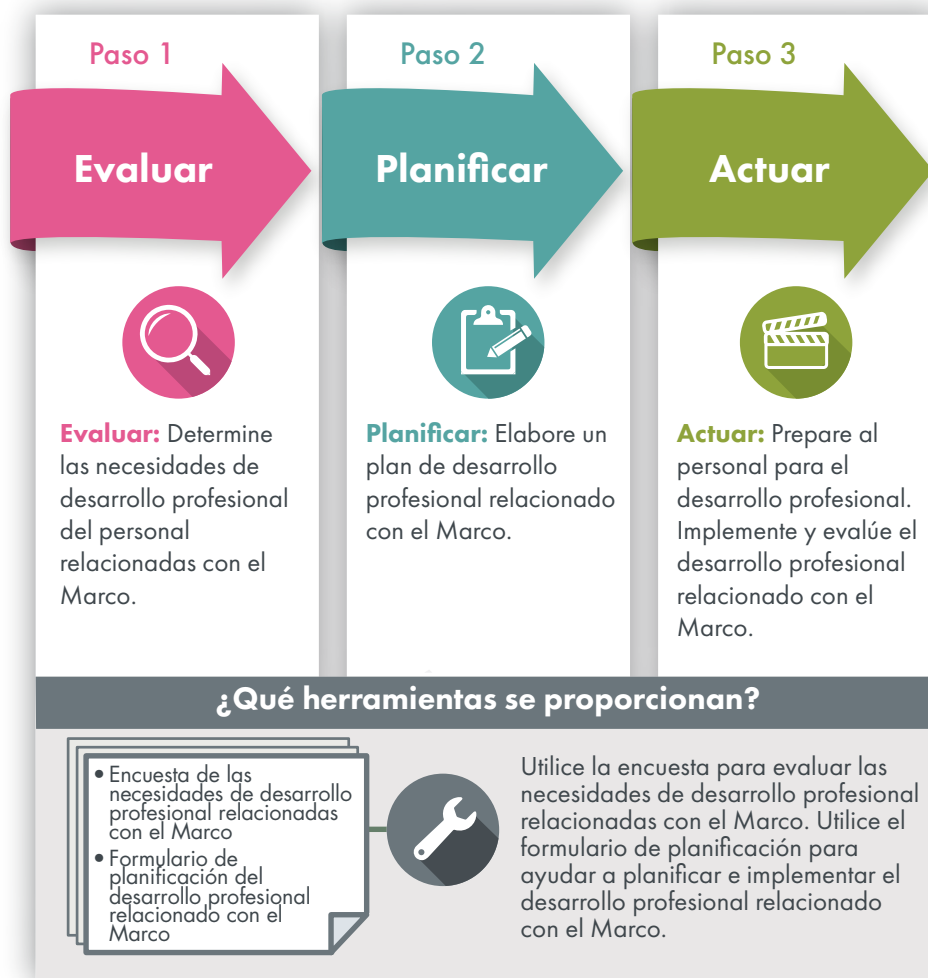 Paso 1
Evaluar
Evaluar: Determine
las necesidades de
desarrollo profesional
del personal
relacionadas con el
Marco.
Paso 2
Planificar
Planificar: Elabore un
plan de desarrollo
profesional relacionado
con el Marco.
Paso 3
Actuar
Actuar: Prepare al
personal para el
desarrollo profesional.
Implemente y evalúe el
desarrollo profesional
relacionado con el
Marco.
¿Qué herramientas se proporcionan?
• Encuesta de las
necesidades de desarrollo
profesional relacionadas
con el Marco
• Formulario de
planificación del
desarrollo profesional
relacionado con el
Marco
Utilice la encuesta para evaluar las
necesidades de desarrollo profesional
relacionadas con el Marco. Utilice el
formulario de planificación para
ayudar a planificar e implementar el
desarrollo profesional relacionado
con el Marco.